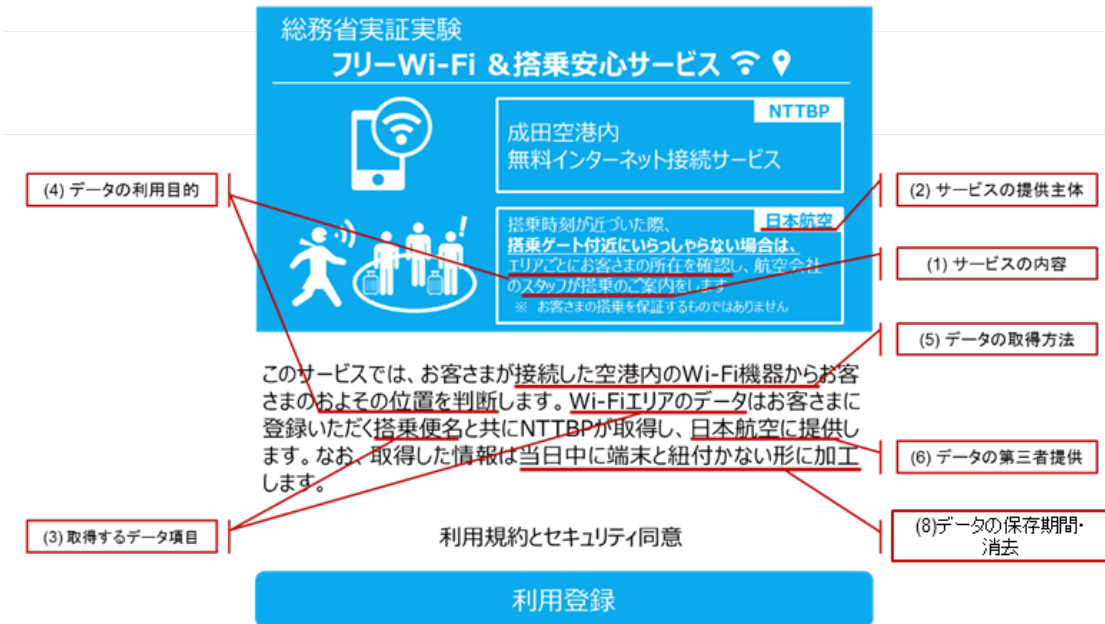 総務省実証実験
フリーWi-Fi &搭乗安心サービス
NTTBP
成田空港内
無料インターネット接続サービス
(4) データの利用目的
(2) サービスの提供主体
日本航空
搭乗時刻が近づいた際、
搭乗ゲート付近にいらっしゃらない場合は、
エリアごとにお客さまの所在を確認し、航空会社
のスタッフが搭乗のご案内をします
※ お客さまの搭乗を保証するものではありません
(1) サービスの内容
(5) データの取得方法
このサービスでは、お客さまが接続した空港内のWi-Fi機器からお客
さまのおよその位置を判断します。Wi-Fiエリアのデータはお客さまに
登録いただく搭乗便名と共にNTTBPが取得し、日本航空に提供し
ます。なお、取得した情報は当日中に端末と紐付かない形に加工
します。
(6) データの第三者提供
(3) 取得するデータ項目
利用規約とセキュリティ同意
(8)データの保存期間・
消去
利用登録